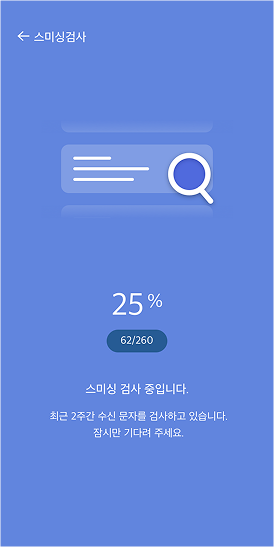 ← 스미싱검사
25%
62/260
스미싱 검사 중입니다.
최근 2주간 수신 문자를 검사하고 있습니다.
잠시만 기다려 주세요.